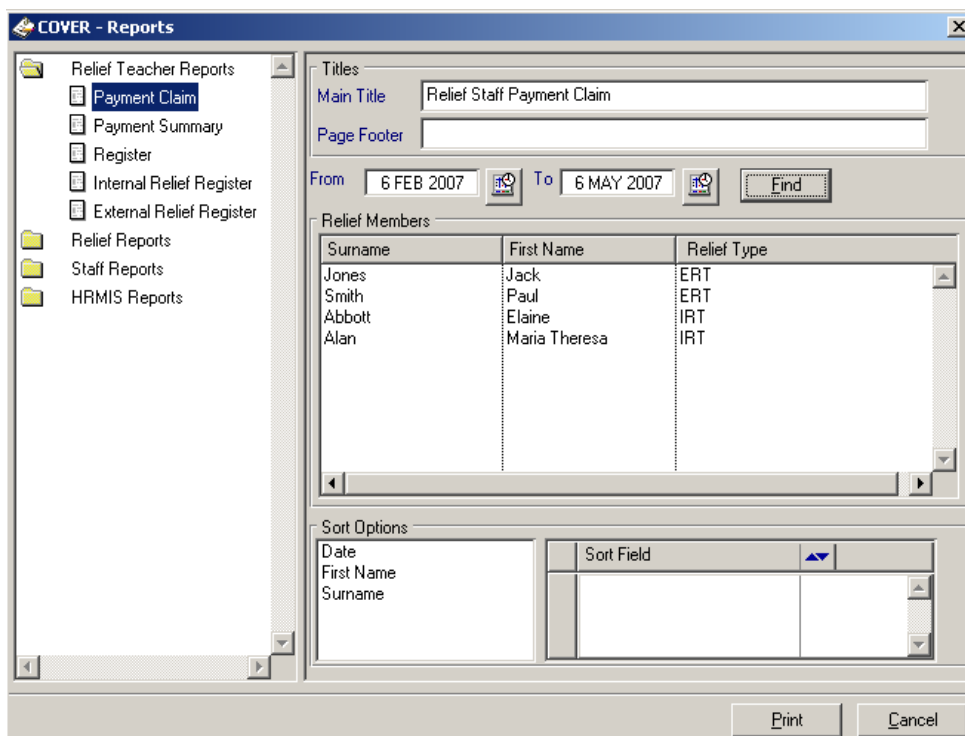 COVER - Reports
Relief Teacher Reports
Payment Claim
Payment Summary
Register
Internal Relief Register
External Relief Register
Relief Reports
Staff Reports
HRMIS Reports
Titles
Main Title Relief Staff Payment Claim
Page Footer
From 6 FEB 2007 To 6 MAY 2007 Find
Relief Members
Surname First Name Relief Type
Jones Jack ERT
Smith Paul ERT
Abbott Elaine IRT
Alan Maria Theresa IRT
Sort Options
Date
First Name
Surname
Sort Field
Print Cancel